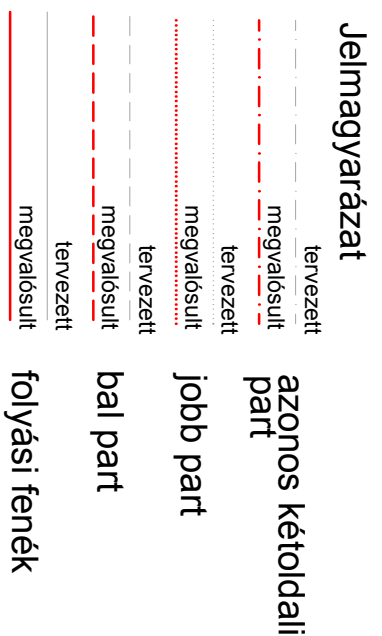 Jelmagyarázat
tervezett
megvalósult
azonos kétoldali
part
tervezett
megvalósult
jobb part
tervezett
megvalósult
bal part
tervezett
megvalósult
folyási fenék